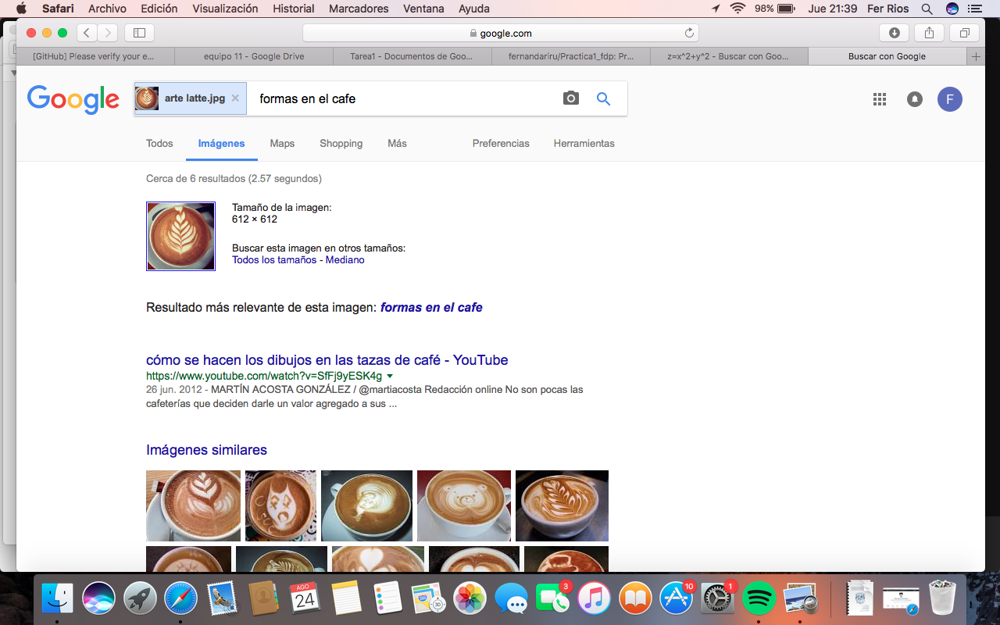 Safari Archivo Edición Visualización Historial Marcadores Ventana Ayuda 98% Jue 21:39 Fer Rios
google.com
[GitHub] Please verify your e... equipo 11 - Google Drive Tarea1 - Documentos de Goo... fernandariru/Practica1_fdp: Pr... z=x^2+y^2 - Buscar con Goo... Buscar con Google
Google arte latte.jpg × formas en el cafe F
Todos Imágenes Maps Shopping Más Preferencias Herramientas
Cerca de 6 resultados (2.57 segundos)
Tamaño de la imagen:
612 × 612
Buscar esta imagen en otros tamaños:
Todos los tamaños - Mediano
Resultado más relevante de esta imagen: formas en el cafe
cómo se hacen los dibujos en las tazas de café - YouTube
https://www.youtube.com/watch?v=SfFj9yESK4g
26 jun. 2012 - MARTÍN ACOSTA GONZÁLEZ / @martiacosta Redacción online No son pocas las
cafeterías que deciden darle un valor agregado a sus ...
Imágenes similares
AGO
24
3D
3
10
1